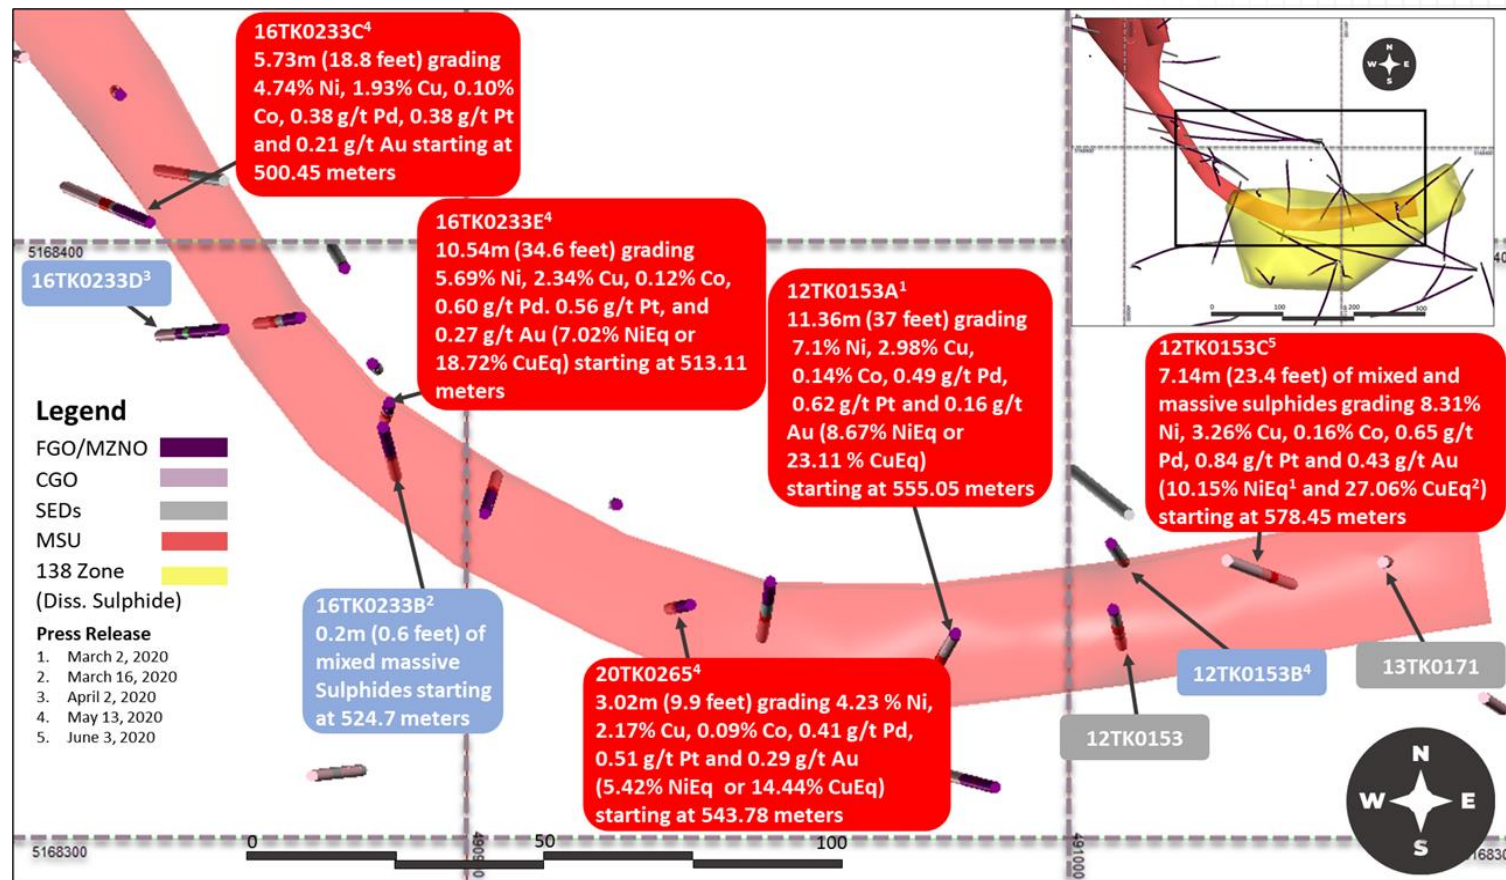 16TK0233C4
5.73m (18.8 feet) grading
4.74% Ni, 1.93% Cu, 0.10%
Co, 0.38 g/t Pd, 0.38 g/t Pt
and 0.21 g/t Au starting at
500.45 meters
16TK0233E4
10.54m (34.6 feet) grading
5.69% Ni, 2.34% Cu, 0.12% Co,
0.60 g/t Pd. 0.56 g/t Pt, and
0.27 g/t Au (7.02% NiEq or
18.72% CuEq) starting at 513.11
meters
12TK0153A1
11.36m (37 feet) grading
7.1% Ni, 2.98% Cu,
0.14% Co, 0.49 g/t Pd,
0.62 g/t Pt and 0.16 g/t
Au (8.67% NiEq or
23.11 % CuEq)
starting at 555.05 meters
N
W E
S
5168400
5168400
0 100 200 300
12TK0153C5
7.14m (23.4 feet) of mixed and
massive sulphides grading 8.31%
Ni, 3.26% Cu, 0.16% Co, 0.65 g/t
Pd, 0.84 g/t Pt and 0.43 g/t Au
(10.15% NiEq1 and 27.06% CuEq2)
starting at 578.45 meters
5168400
40
16TK0233D3
Legend
FGO/MZNO
CGO
SEDs
MSU
138 Zone
(Diss. Sulphide)
Press Release
1. March 2, 2020
2. March 16, 2020
3. April 2, 2020
4. May 13, 2020
5. June 3, 2020
16TK0233B2
0.2m (0.6 feet) of
mixed massive
Sulphides starting
at 524.7 meters
20TK02654
3.02m (9.9 feet) grading 4.23 % Ni,
2.17% Cu, 0.09% Co, 0.41 g/t Pd,
0.51 g/t Pt and 0.29 g/t Au
(5.42% NiEq or 14.44% CuEq)
starting at 543.78 meters
12TK0153B4
13TK0171
12TK0153
N
W E
S
0 50 100
5168300
491000